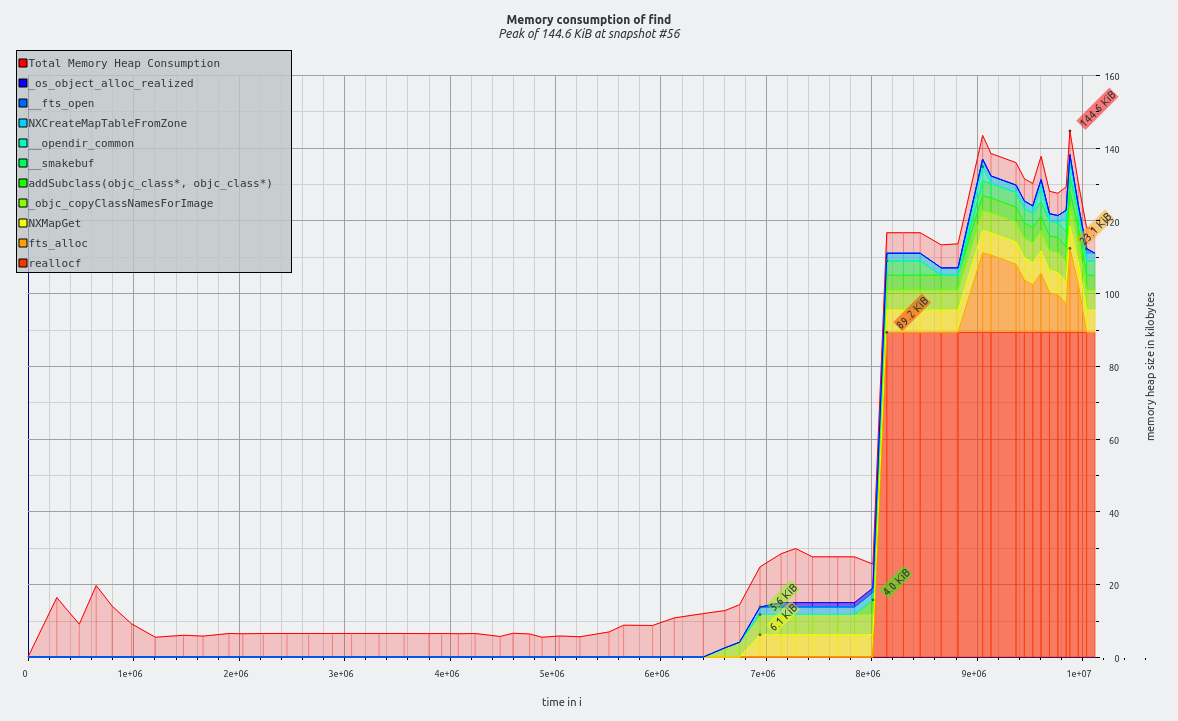 Memory consumption of find
Peak of 144.6 KiB at snapshot #56
Total Memory Heap Consumption
_os_object_alloc_realized
__fts_open
NXCreateMapTableFromZone
__opendir_common
__smakebuf
addSubclass(objc_class*, objc_class*)
_objc_copyClassNamesForImage
NXMapGet
fts_alloc
reallocf
160
140
120
100
80
60
40
20
0
memory heap size in kilobytes
144.6 KiB
23.1 KiB
89.2 KiB
4.0 KiB
5.6 KiB
6.1 KiB
0
1e+06
2e+06
3e+06
4e+06
5e+06
6e+06
7e+06
8e+06
9e+06
1e+07
time in i